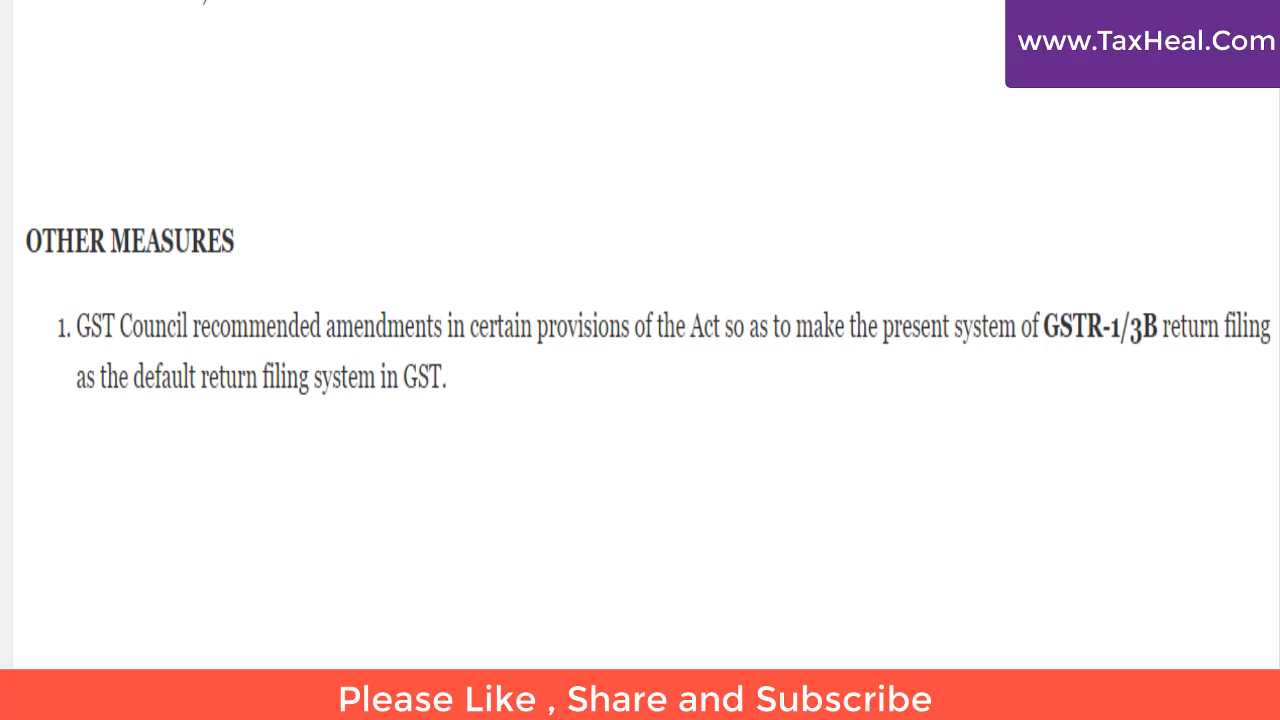 www.TaxHeal.Com
OTHER MEASURES
1. GST Council recommended amendments in certain provisions of the Act so as to make the present system of GSTR-1/3B return filing
as the default return filing system in GST.
Please Like , Share and Subscribe